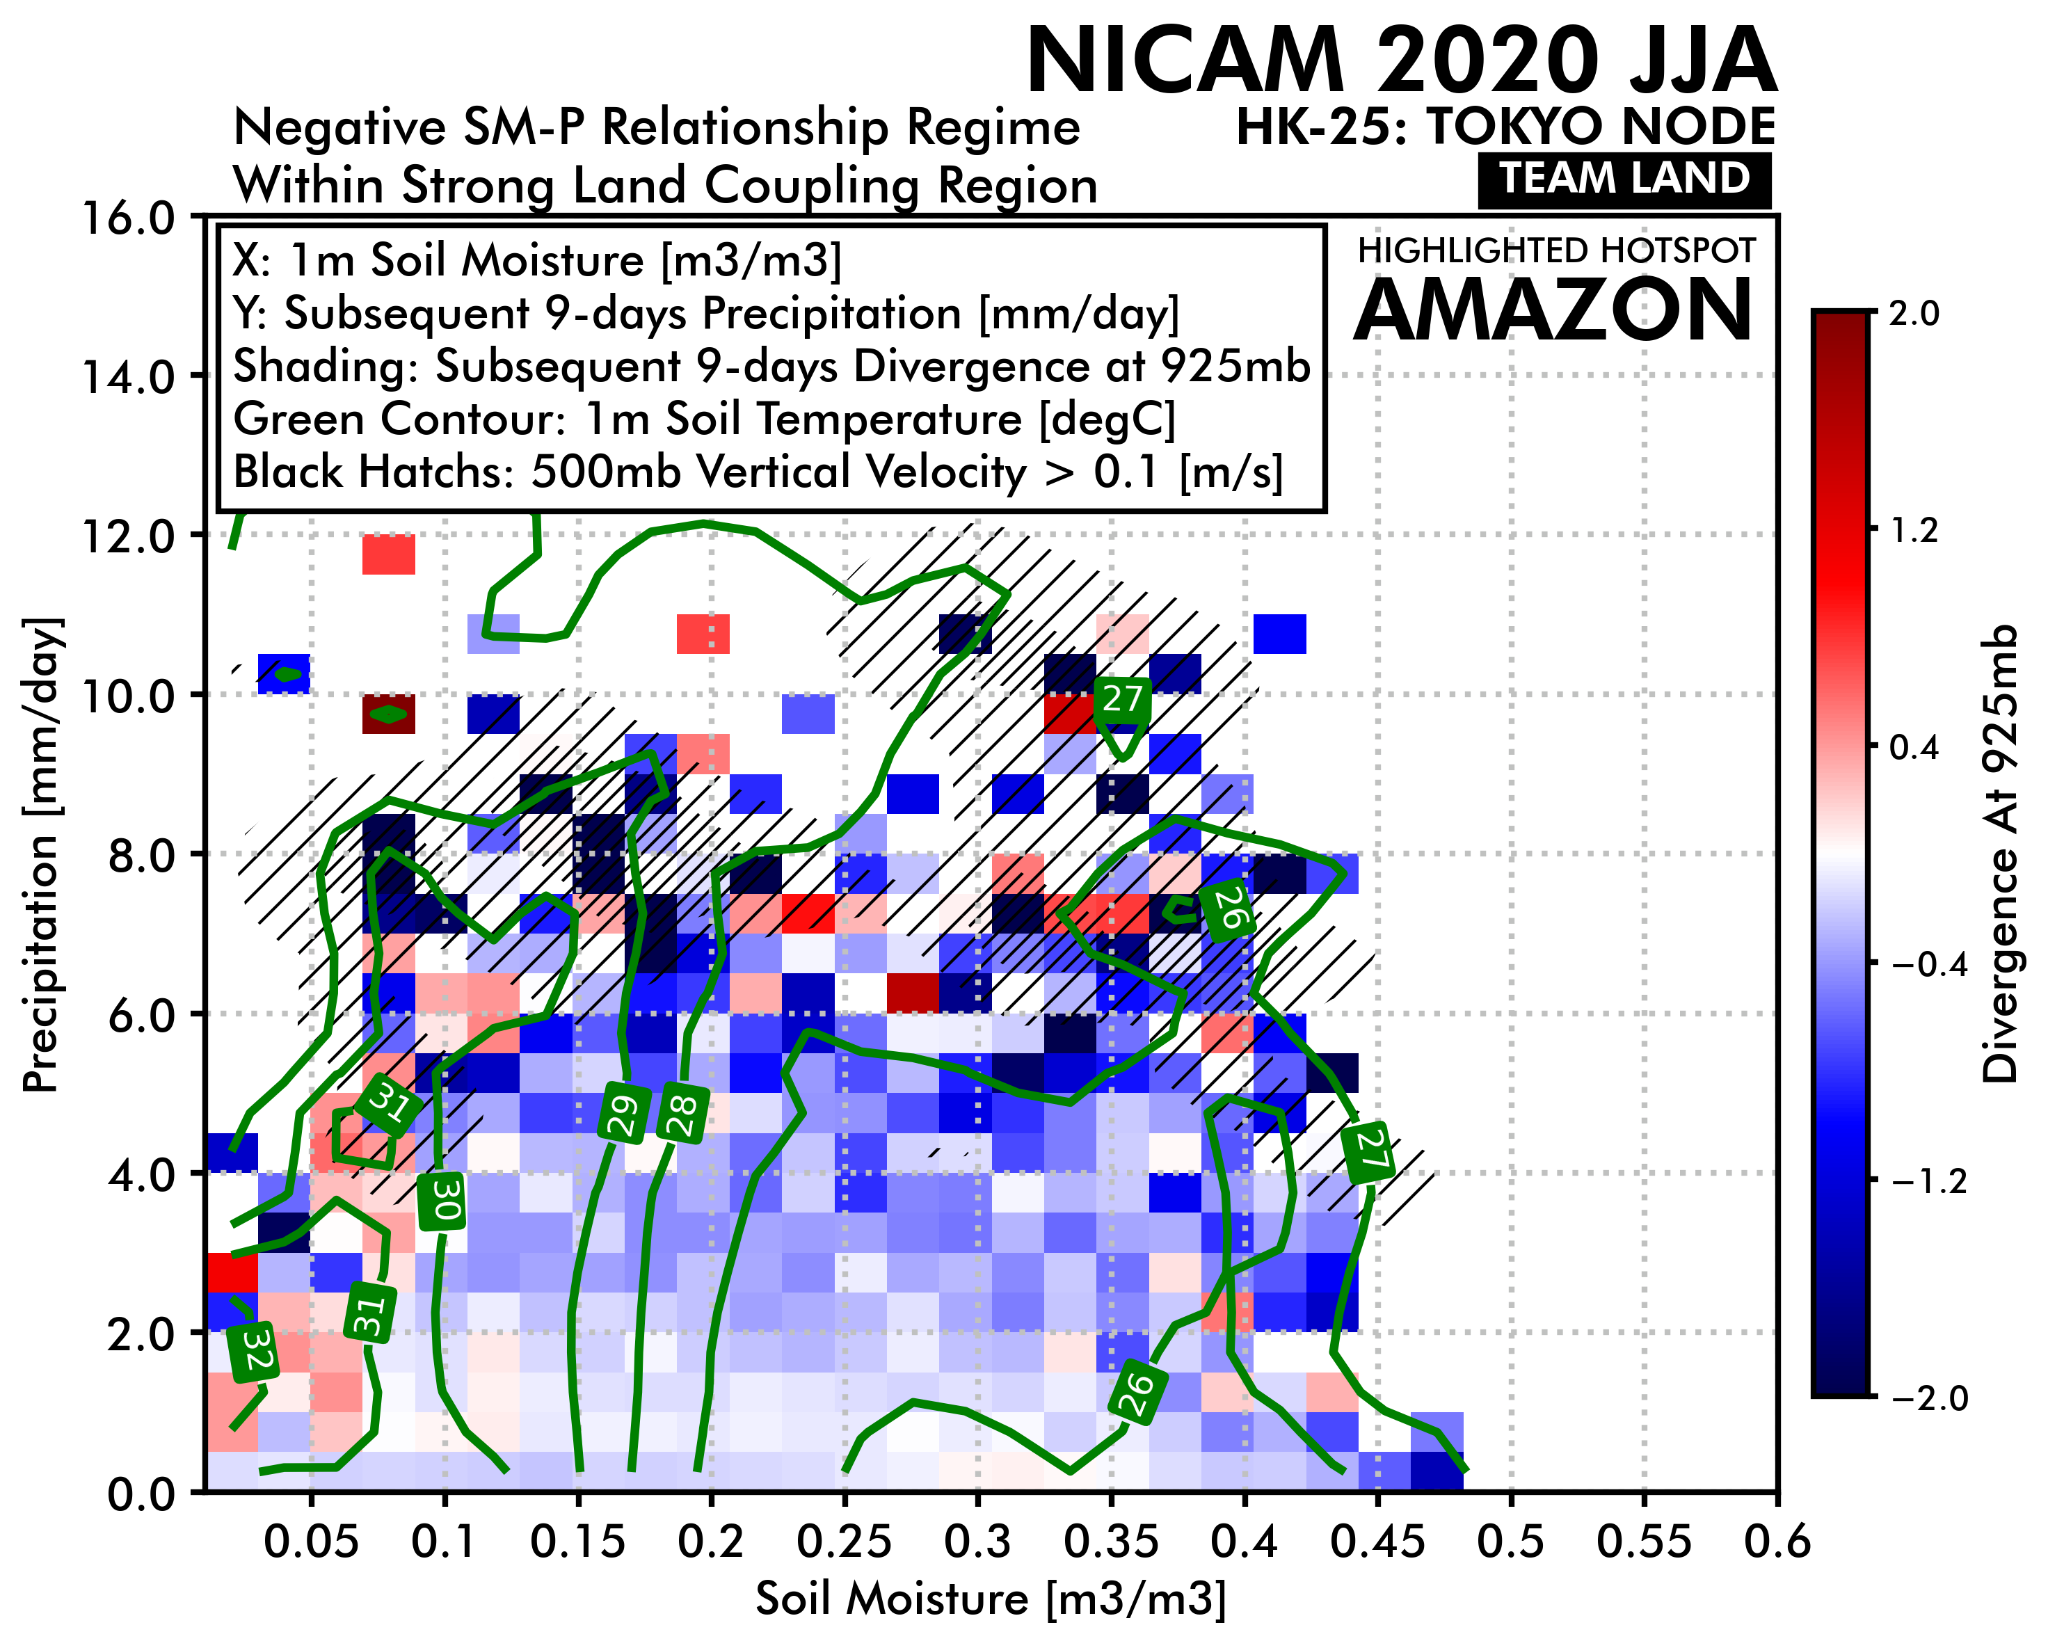 NICAM 2020 JJA
Negative SM-P Relationship Regime
HK-25: TOKYO NODE
Within Strong Land Coupling Region
TEAM LAND
X: 1m Soil Moisture [m3/m3]
Y: Subsequent 9-days Precipitation [mm/day]
Shading: Subsequent 9-days Divergence at 925mb
Green Contour: 1m Soil Temperature [degC]
Black Hatchs: 500mb Vertical Velocity > 0.1 [m/s]
HIGHLIGHTED HOTSPOT
AMAZON
16.0
14.0
12.0
10.0
8.0
6.0
4.0
2.0
0.0
Precipitation [mm/day]
27
26
31
29
28
27
30
31
32
26
0.05
0.1
0.15
0.2
0.25
0.3
0.35
0.4
0.45
0.5
0.55
0.6
Soil Moisture [m3/m3]
2.0
1.2
0.4
−0.4
−1.2
−2.0
Divergence At 925mb